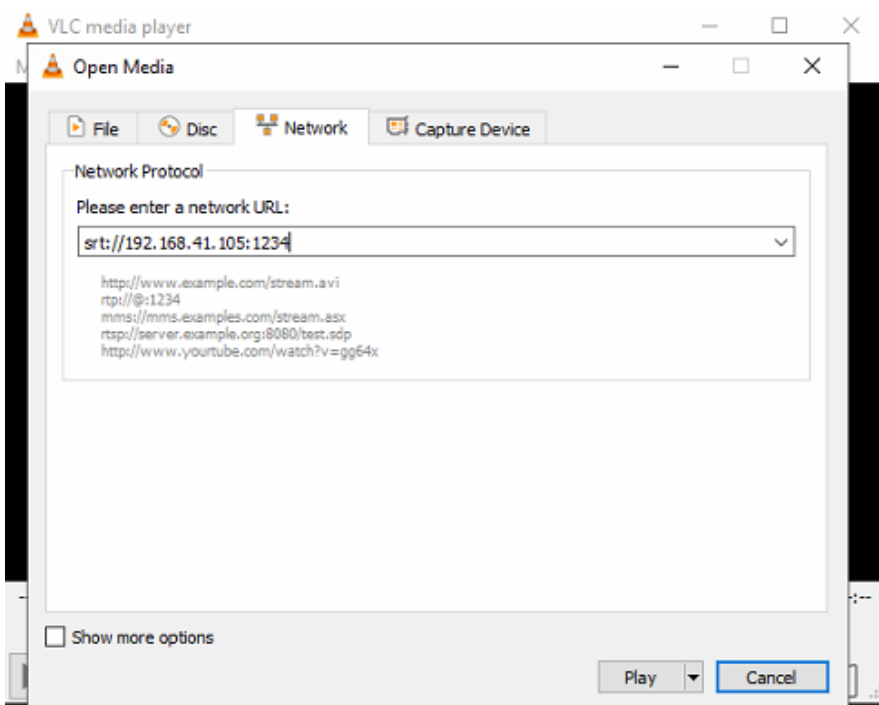 VLC media player
M
Open Media
File Disc Network Capture Device
Network Protocol
Please enter a network URL:
srt://192.168.41.105:1234
http://www.example.com/stream.avi
rtp://@:1234
mms://mms.examples.com/stream.asx
rtsp://server.example.org:8080/test.sdp
http://www.yourtube.com/watch?v=gg64x
--
-:--
Show more options
Play Cancel